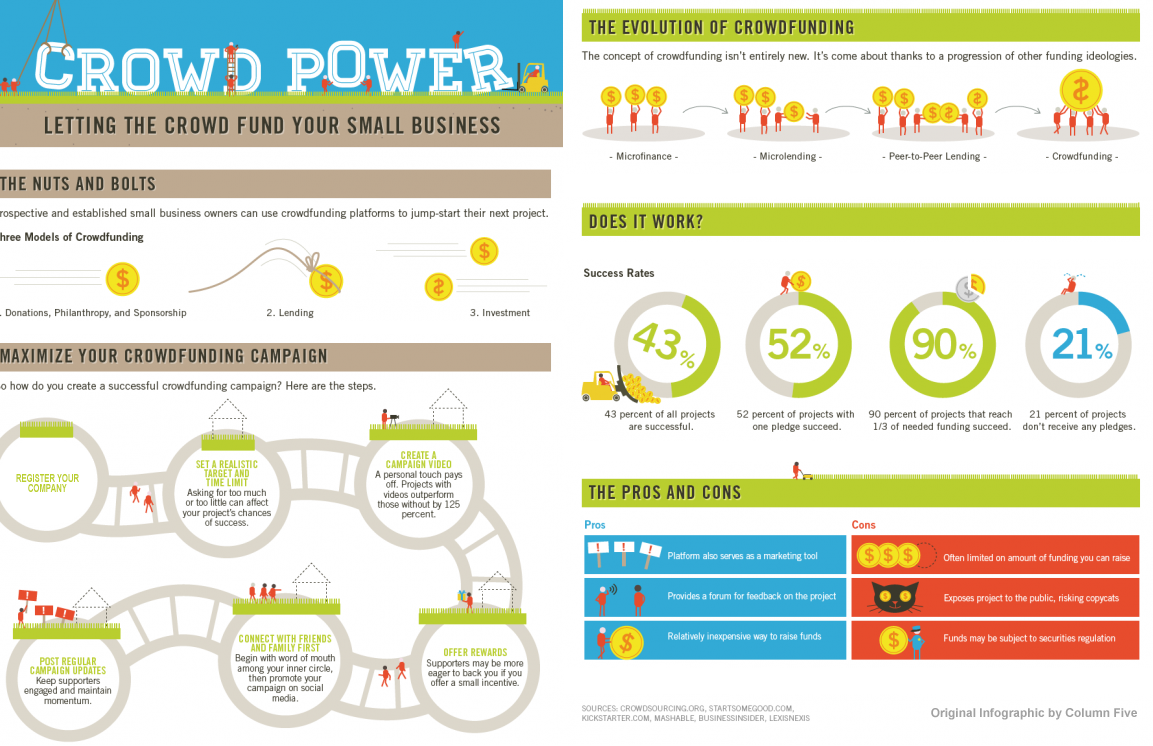 CROWD POWER
LETTING THE CROWD FUND YOUR SMALL BUSINESS
THE NUTS AND BOLTS
rospective and established small business owners can use crowdfunding platforms to jump-start their next project.
hree Models of Crowdfunding
$
$
$
$
. Donations, Philanthropy, and Sponsorship
2. Lending
3. Investment
MAXIMIZE YOUR CROWDFUNDING CAMPAIGN
o how do you create a successful crowdfunding campaign? Here are the steps.
REGISTER YOUR
COMPANY
SET A REALISTIC
TARGET AND
TIME LIMIT
Asking for too much
or too little can affect
your project's chances
of success.
CREATE A
CAMPAIGN VIDEO
A personal touch pays
off. Projects with
videos outperform
those without by 125
percent.
OFFER REWARDS
Supporters may be more
eager to back you if you
offer a small incentive.
CONNECT WITH FRIENDS
AND FAMILY FIRST
Begin with word of mouth
among your inner circle,
then promote your
campaign on social
media.
POST REGULAR
CAMPAIGN UPDATES
Keep supporters
engaged and maintain
momentum.
THE EVOLUTION OF CROWDFUNDING
The concept of crowdfunding isn't entirely new. It's come about thanks to a progression of other funding ideologies.
- Microfinance -
- Microlending -
- Peer-to-Peer Lending -
- Crowdfunding -
DOES IT WORK?
Success Rates
43%
43 percent of all projects
are successful.
52%
52 percent of projects with
one pledge succeed.
90%
90 percent of projects that reach
1/3 of needed funding succeed.
21%
21 percent of projects
don't receive any pledges.
THE PROS AND CONS
Pros
Platform also serves as a marketing tool
Provides a forum for feedback on the project
Relatively inexpensive way to raise funds
Cons
Often limited on amount of funding you can raise
Exposes project to the public, risking copycats
Funds may be subject to securities regulation
SOURCES: CROWDSOURCING.ORG, STARTSOMEGOOD.COM,
KICKSTARTER.COM, MASHABLE, BUSINESSINSIDER, LEXISNEXIS
Original Infographic by Column Five